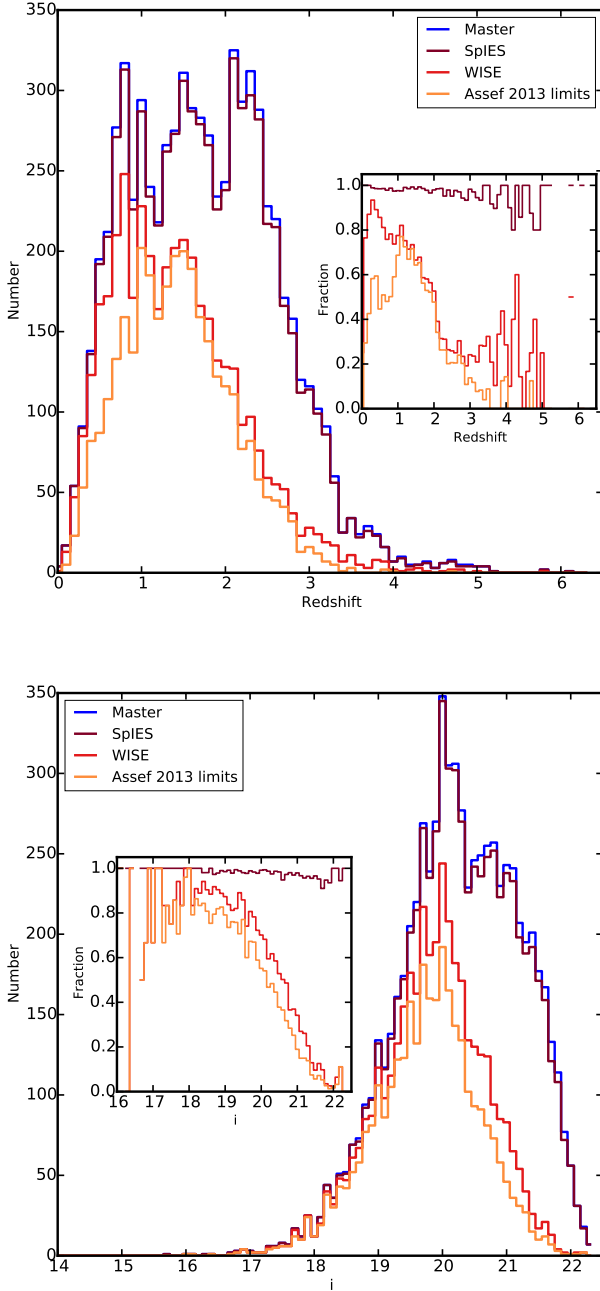 350
300
250
200
150
100
50
0
Number
0 1 2 3 4 5 6
Redshift
Master
SpIES
WISE
Assef 2013 limits
1.0
0.8
0.6
0.4
0.2
0.0
Fraction
0 1 2 3 4 5 6
Redshift
350
300
250
200
150
100
50
0
Number
14 15 16 17 18 19 20 21 22
i
Master
SpIES
WISE
Assef 2013 limits
1.0
0.8
0.6
0.4
0.2
0.0
Fraction
16 17 18 19 20 21 22
i